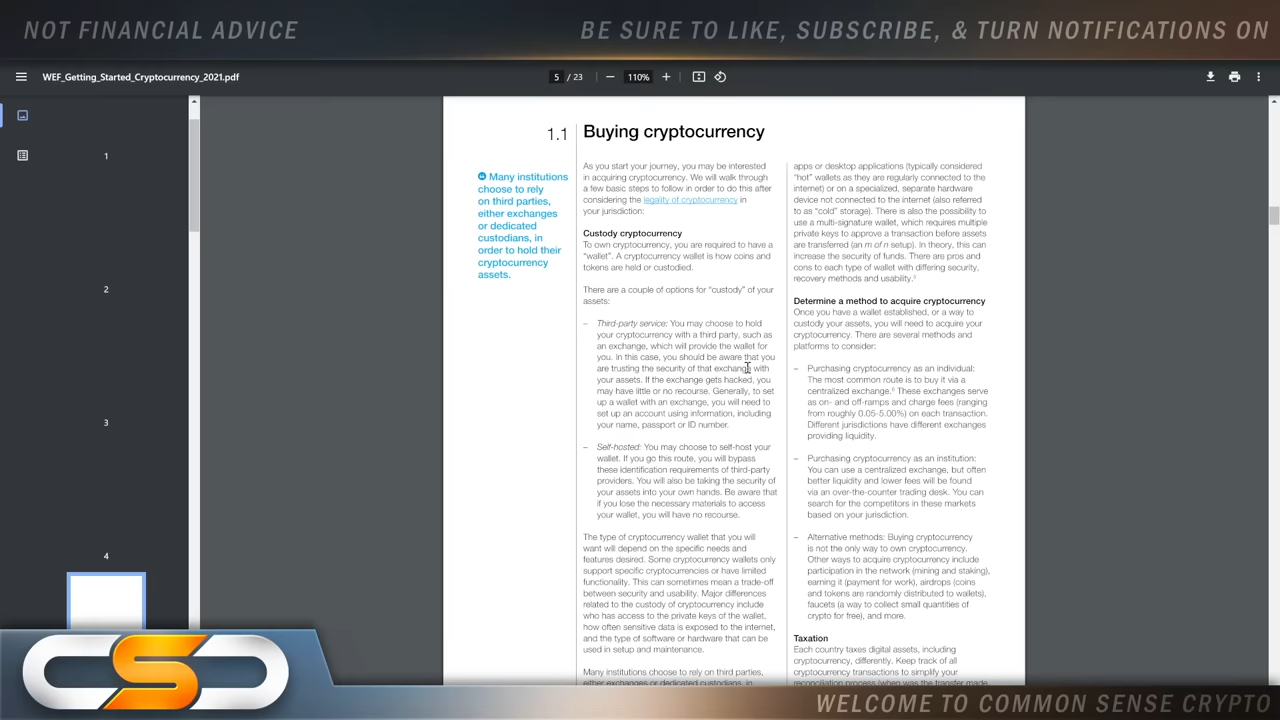 NOT FINANCIAL ADVICE
BE SURE TO LIKE, SUBSCRIBE, & TURN NOTIFICATIONS ON
WEF_Getting_Started_Cryptocurrency_2021.pdf
5 / 23
110%
1
2
3
4
1.1
Buying cryptocurrency
Many institutions
choose to rely
on third parties,
either exchanges
or dedicated
custodians, in
order to hold their
cryptocurrency
assets.
As you start your journey, you may be interested
in acquiring cryptocurrency. We will walk through
a few basic steps to follow in order to do this after
considering the legality of cryptocurrency in
your jurisdiction:
Custody cryptocurrency
To own cryptocurrency, you are required to have a
“wallet”. A cryptocurrency wallet is how coins and
tokens are held or custodied.
There are a couple of options for “custody” of your
assets:
– Third-party service: You may choose to hold
your cryptocurrency with a third party, such as
an exchange, which will provide the wallet for
you. In this case, you should be aware that you
are trusting the security of that exchange with
your assets. If the exchange gets hacked, you
may have little or no recourse. Generally, to set
up a wallet with an exchange, you will need to
set up an account using information, including
your name, passport or ID number.
– Self-hosted: You may choose to self-host your
wallet. If you go this route, you will bypass
these identification requirements of third-party
providers. You will also be taking the security of
your assets into your own hands. Be aware that
if you lose the necessary materials to access
your wallet, you will have no recourse.
The type of cryptocurrency wallet that you will
want will depend on the specific needs and
features desired. Some cryptocurrency wallets only
support specific cryptocurrencies or have limited
functionality. This can sometimes mean a trade-off
between security and usability. Major differences
related to the custody of cryptocurrency include
who has access to the private keys of the wallet,
how often sensitive data is exposed to the internet,
and the type of software or hardware that can be
used in setup and maintenance.
Many institutions choose to rely on third parties,
either exchanges or dedicated custodians, in
apps or desktop applications (typically considered
“hot” wallets as they are regularly connected to the
internet) or on a specialized, separate hardware
device not connected to the internet (also referred
to as “cold” storage). There is also the possibility to
use a multi-signature wallet, which requires multiple
private keys to approve a transaction before assets
are transferred (an m of n setup). In theory, this can
increase the security of funds. There are pros and
cons to each type of wallet with differing security,
recovery methods and usability.
Determine a method to acquire cryptocurrency
Once you have a wallet established, or a way to
custody your assets, you will need to acquire your
cryptocurrency. There are several methods and
platforms to consider:
– Purchasing cryptocurrency as an individual:
The most common route is to buy it via a
centralized exchange. These exchanges serve
as on- and off-ramps and charge fees (ranging
from roughly 0.05-5.00%) on each transaction.
Different jurisdictions have different exchanges
providing liquidity.
– Purchasing cryptocurrency as an institution:
You can use a centralized exchange, but often
better liquidity and lower fees will be found
via an over-the-counter trading desk. You can
search for the competitors in these markets
based on your jurisdiction.
– Alternative methods: Buying cryptocurrency
is not the only way to own cryptocurrency.
Other ways to acquire cryptocurrency include
participation in the network (mining and staking),
earning it (payment for work), airdrops (coins
and tokens are randomly distributed to wallets),
faucets (a way to collect small quantities of
crypto for free), and more.
Taxation
Each country taxes digital assets, including
cryptocurrency, differently. Keep track of all
cryptocurrency transactions to simplify your
reconciliation process (when was the transfer made,
CSC
WELCOME TO COMMON SENSE CRYPTO